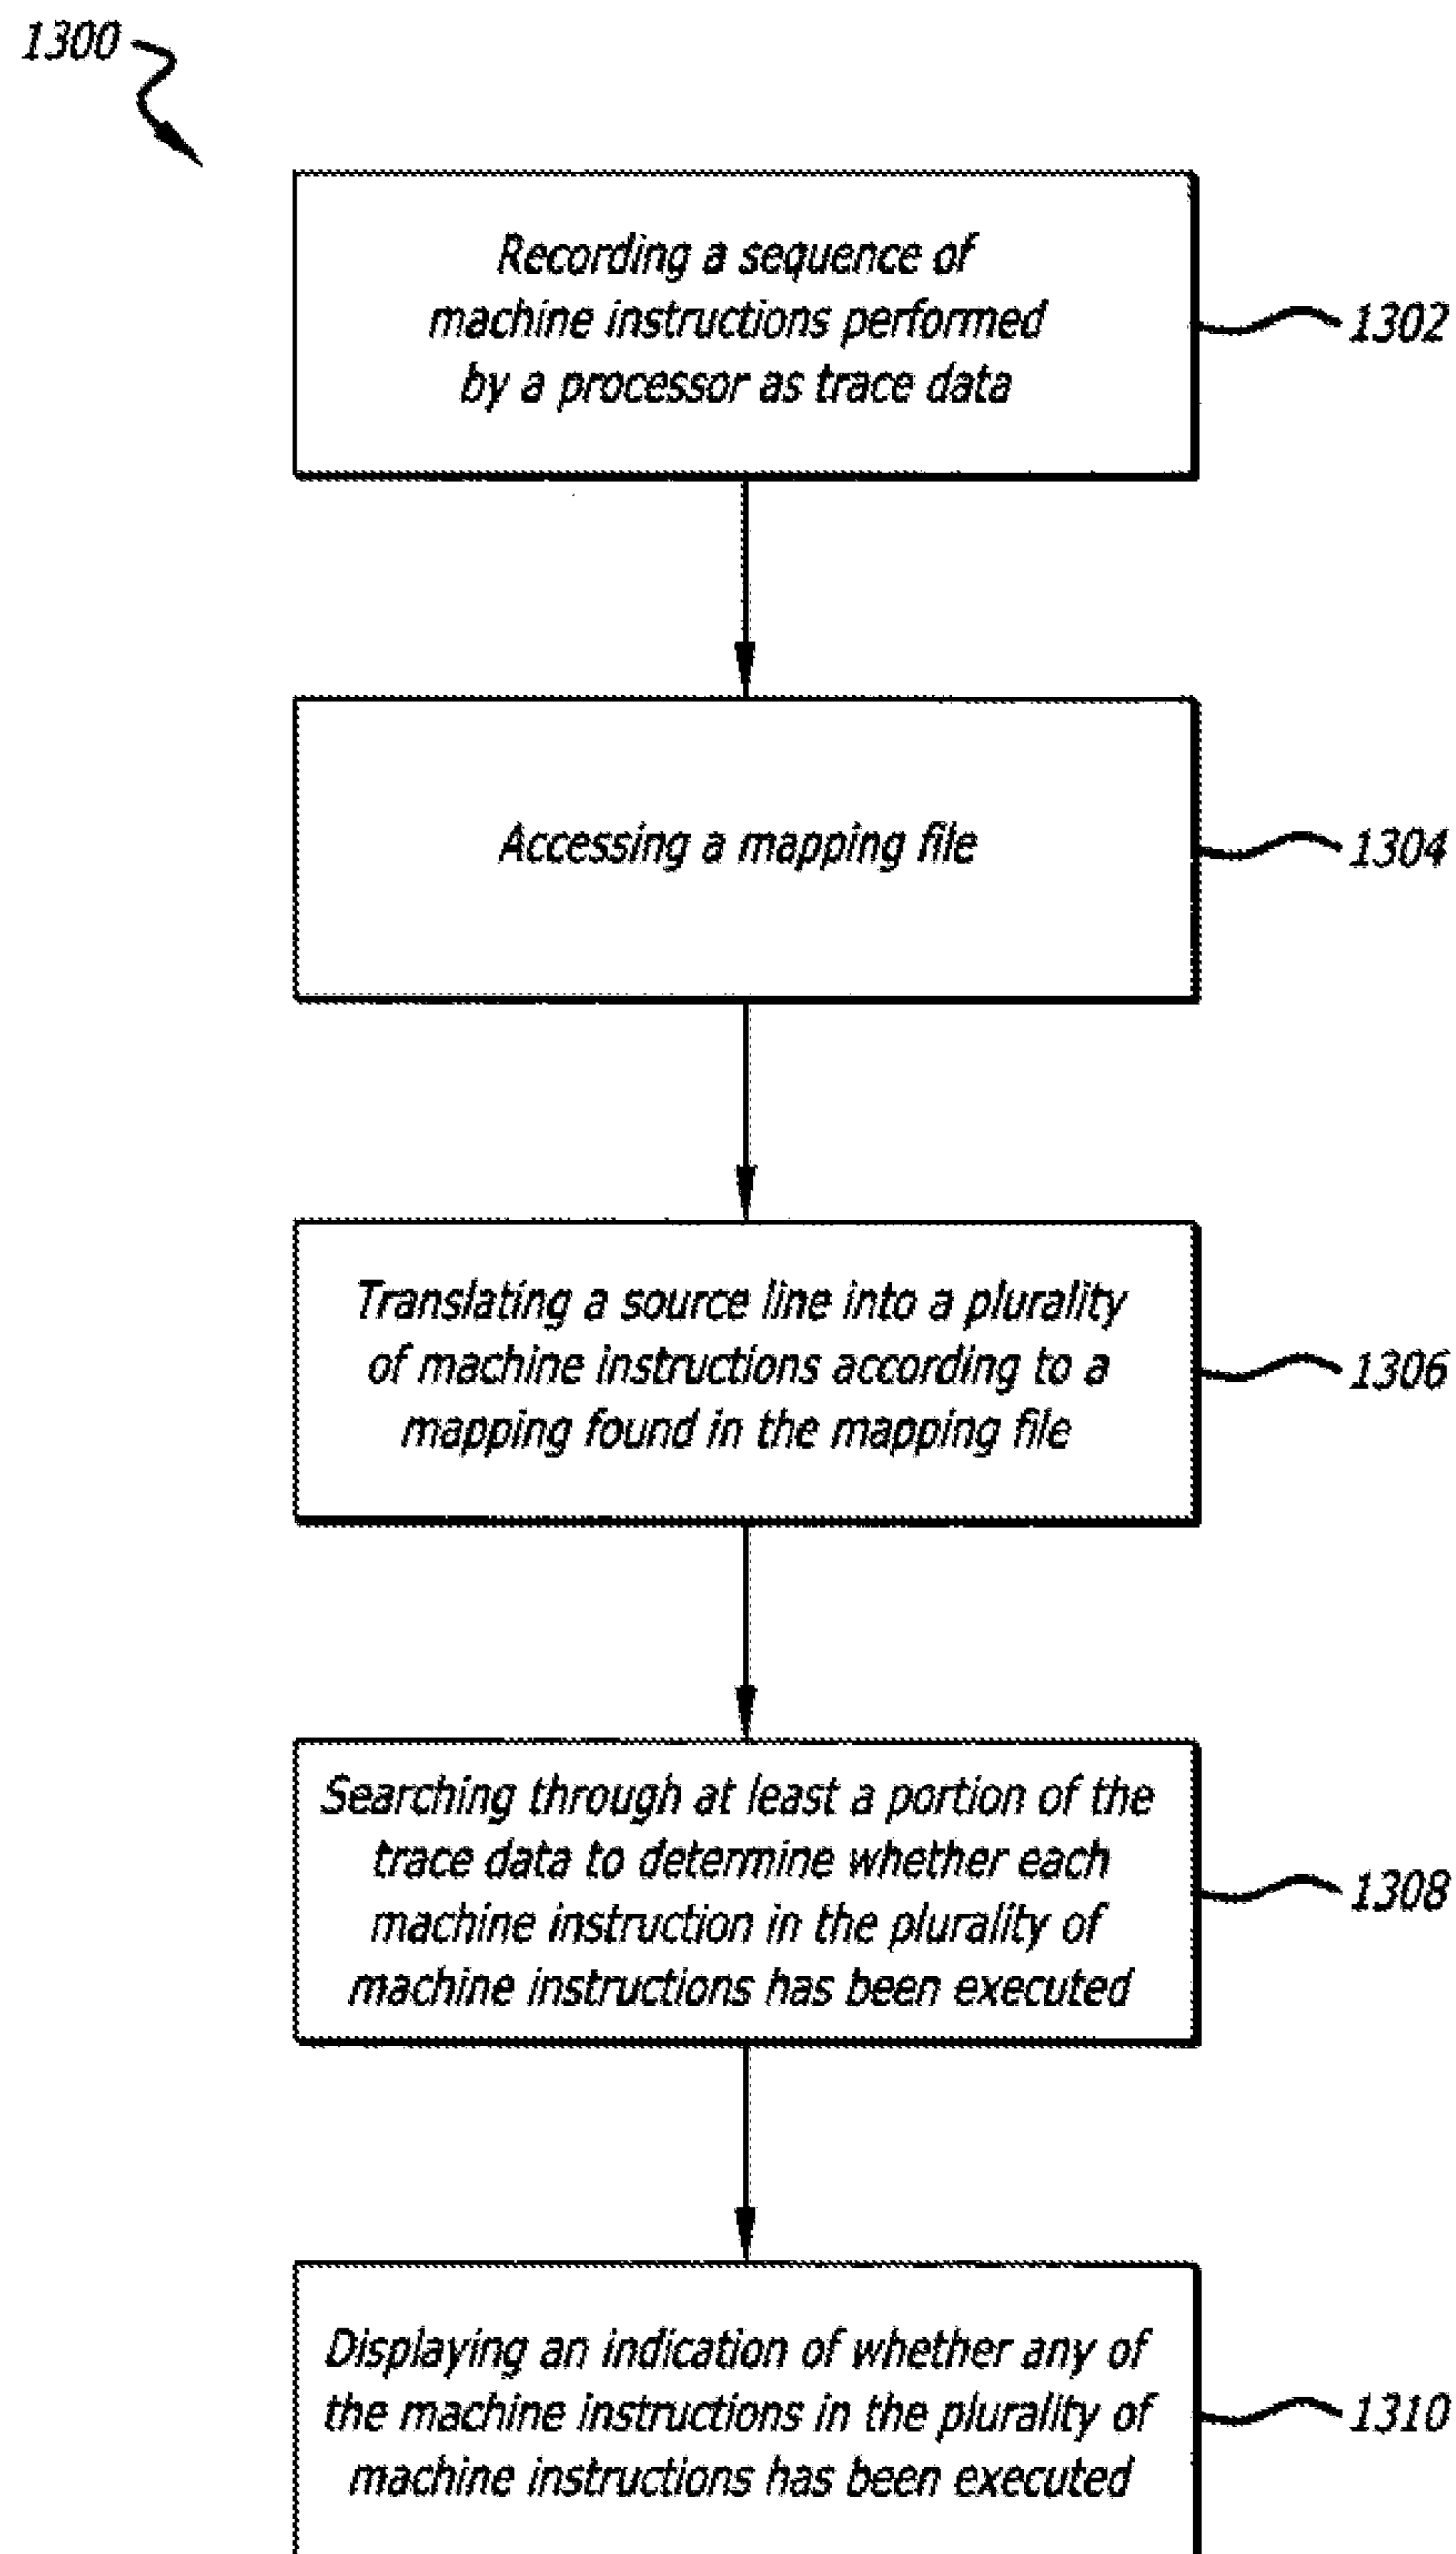 1300
Recording a sequence of
machine instructions performed
by a processor as trace data
1302
Accessing a mapping file
1304
Translating a source line into a plurality
of machine instructions according to a
mapping found in the mapping file
1306
Searching through at least a portion of the
trace data to determine whether each
machine instruction in the plurality of
machine instructions has been executed
1308
Displaying an indication of whether any of
the machine instructions in the plurality of
machine instructions has been executed
1310